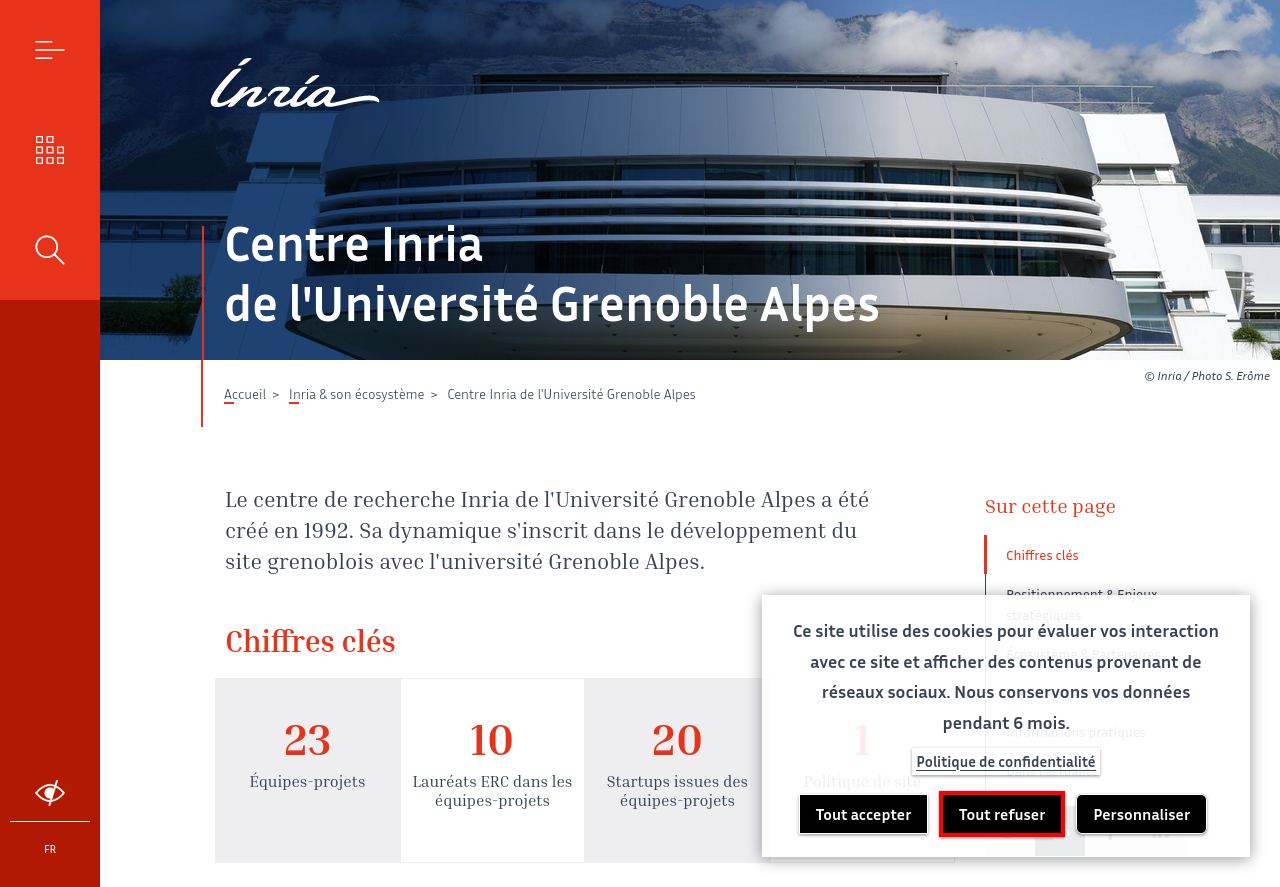 Inria
Centre Inria
de l'Université Grenoble Alpes
© Inria / Photo S. Erôme
Accueil > Inria & son écosystème > Centre Inria de l'Université Grenoble Alpes
Le centre de recherche Inria de l'Université Grenoble Alpes a été
créé en 1992. Sa dynamique s'inscrit dans le développement du
site grenoblois avec l'université Grenoble Alpes.
Sur cette page
Chiffres clés
Positionnement & Enjeux
stratégiques
Écosystème & Partenaires
Informations pratiques
Chiffres clés
23
Équipes-projets
10
Lauréats ERC dans les
équipes-projets
20
Startups issues des
équipes-projets
1
Politique de site
Ce site utilise des cookies pour évaluer vos interaction
avec ce site et afficher des contenus provenant de
réseaux sociaux. Nous conservons vos données
pendant 6 mois.
Politique de confidentialité
Tout accepter
Tout refuser
Personnaliser
FR